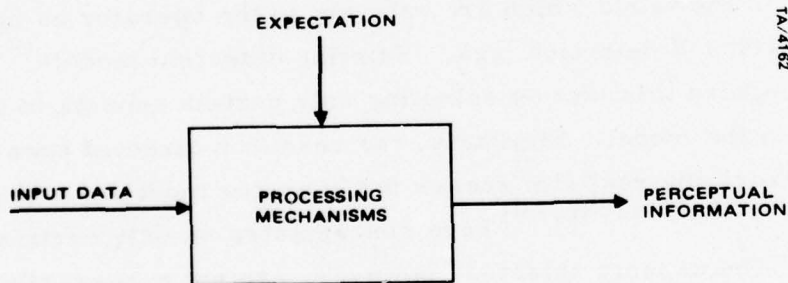 EXPECTATION
TA/4162
INPUT DATA
PROCESSING
MECHANISMS
PERCEPTUAL
INFORMATION